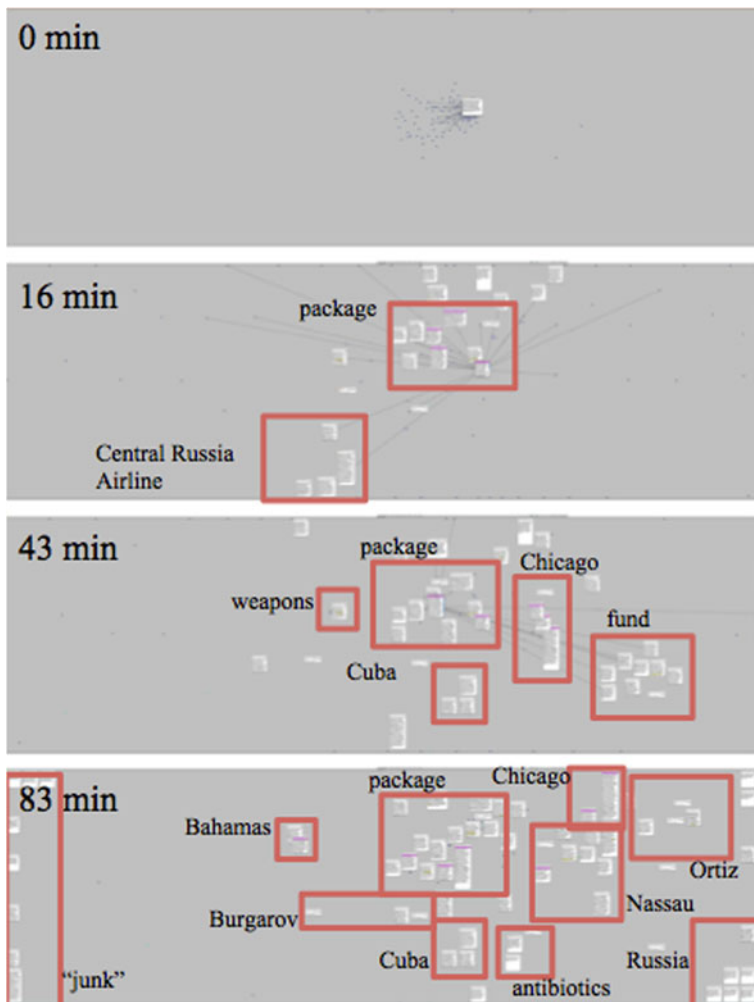 0 min
16 min
package
Central Russia
Airline
43 min
package
Chicago
weapons
fund
Cuba
83 min
package
Chicago
Bahamas
Ortiz
Burgarov
Nassau
Cuba
Russia
"junk"
antibiotics